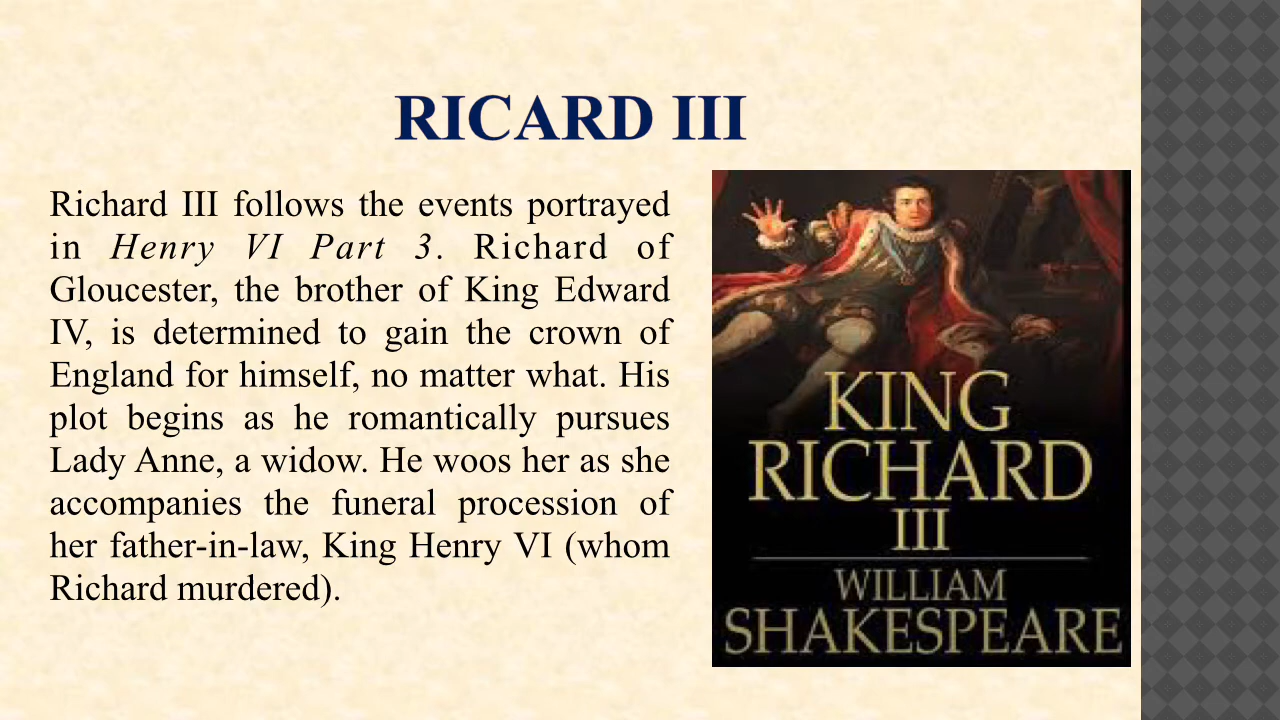 RICARD III
Richard III follows the events portrayed
in Henry VI Part 3. Richard of
Gloucester, the brother of King Edward
IV, is determined to gain the crown of
England for himself, no matter what. His
plot begins as he romantically pursues
Lady Anne, a widow. He woos her as she
accompanies the funeral procession of
her father-in-law, King Henry VI (whom
Richard murdered).
KING
RICHARD
III
WILLIAM
SHAKESPEARE